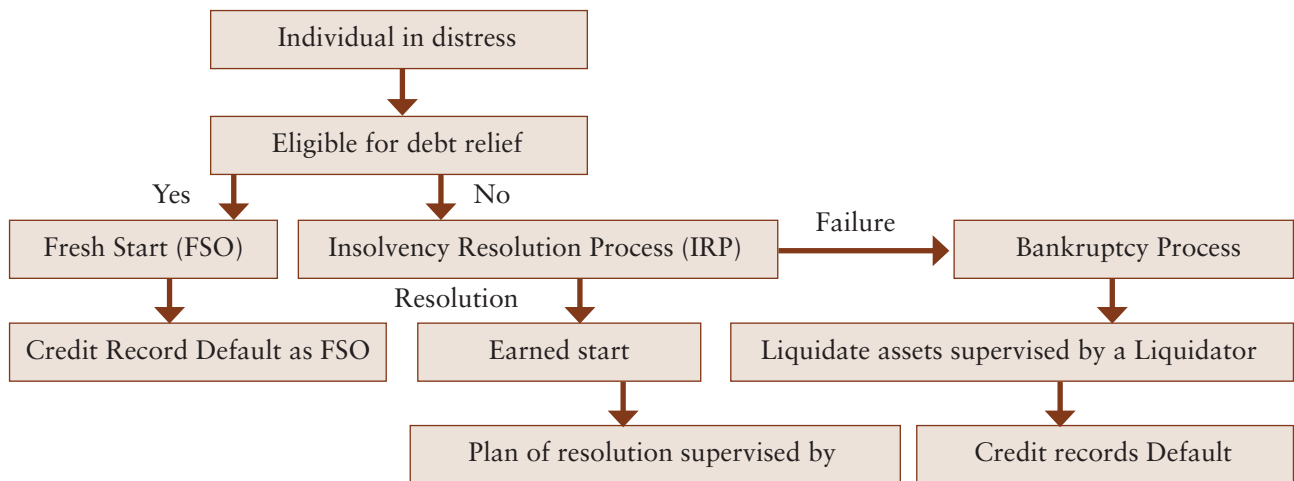 Individual in distress
Eligible for debt relief
Yes
No
Fresh Start (FSO)
Insolvency Resolution Process (IRP)
Failure
Bankruptcy Process
Resolution
Credit Record Default as FSO
Earned start
Liquidate assets supervised by a Liquidator
Plan of resolution supervised by
Credit records Default